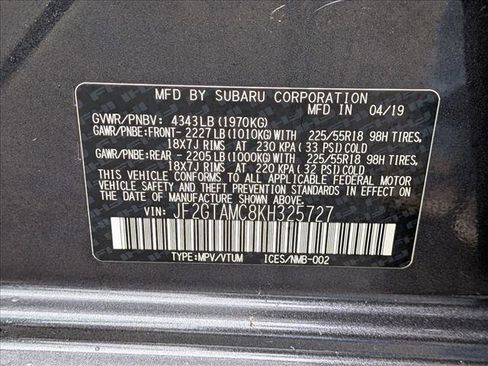 MFD BY SUBARU CORPORATION
GVWR/PNBV: 4343LB(1970KG) MFD. IN 04/19
GAWR/PNBE:FRONT- 2227LB(1010KG)WITH 225/55R18 98H TIRES,
18X7J RIMS AT 230 KPA( 33 PSI)COLD
GAWR/PNBE:REAR - 2205LB(1000KG)WITH 225/55R18 98H TIRES,
18X7J RIMS AT 220 KPA( 32 PSI)COLD
THIS VEHICLE CONFORMS TO ALL APPLICABLE FEDERAL MOTOR
VEHICLE SAFETY AND THEFT PREVENTION STANDARDS IN EFFECT ON
THE DATE OF MANUFACTURE SHOWN ABOVE.
VIN: JF2GTAMC8KH325727
TYPE:MPV/VTUM ICES/NMB-002